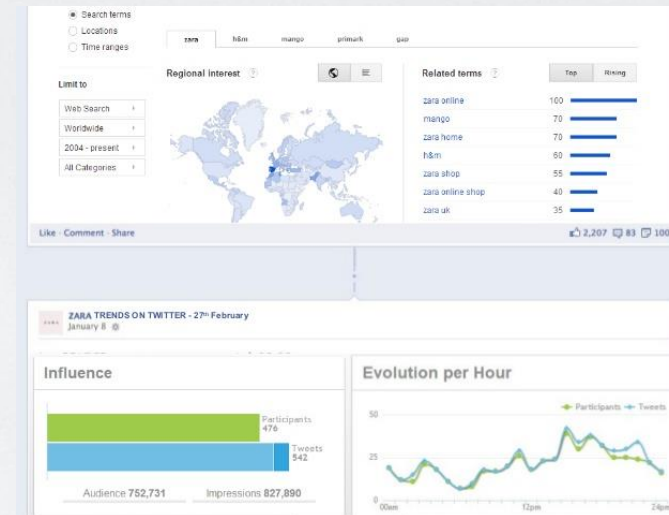 Search terms
Locations
Time ranges
zara h&m mango primark gap
Limit to
Web Search
Worldwide
2004 - present
All Categories
Regional interest ?
Related terms ? Top Rising
zara online 100
mango 70
zara home 70
h&m 60
zara shop 55
zara online shop 40
zara uk 35
Like · Comment · Share 2,207 83 100
ZARA ZARA TRENDS ON TWITTER - 27th February
January 8
Influence
Participants
476
Tweets
542
Audience 752,731 Impressions 827,890
Evolution per Hour
Participants Tweets
50
25
0
00am 12pm 24pm